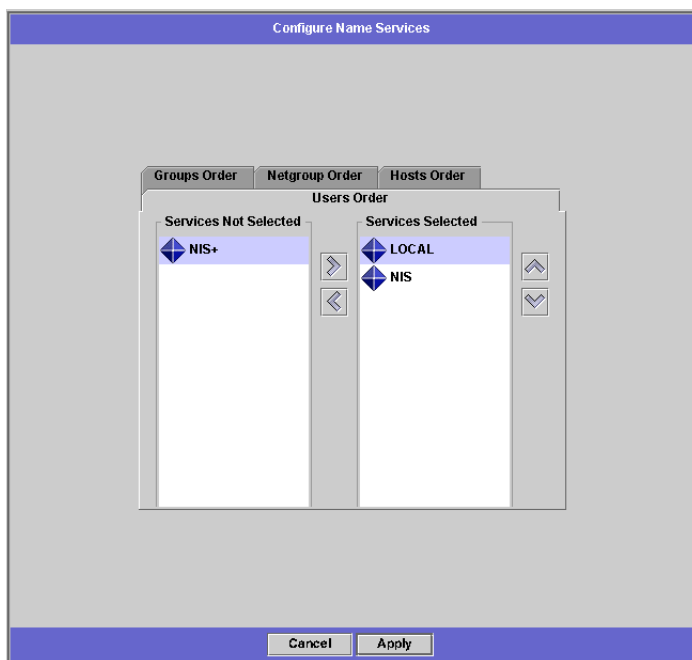 Configure Name Services
Groups Order
Netgroup Order
Hosts Order
Users Order
Services Not Selected
Services Selected
NIS+
LOCAL
NIS
Cancel
Apply